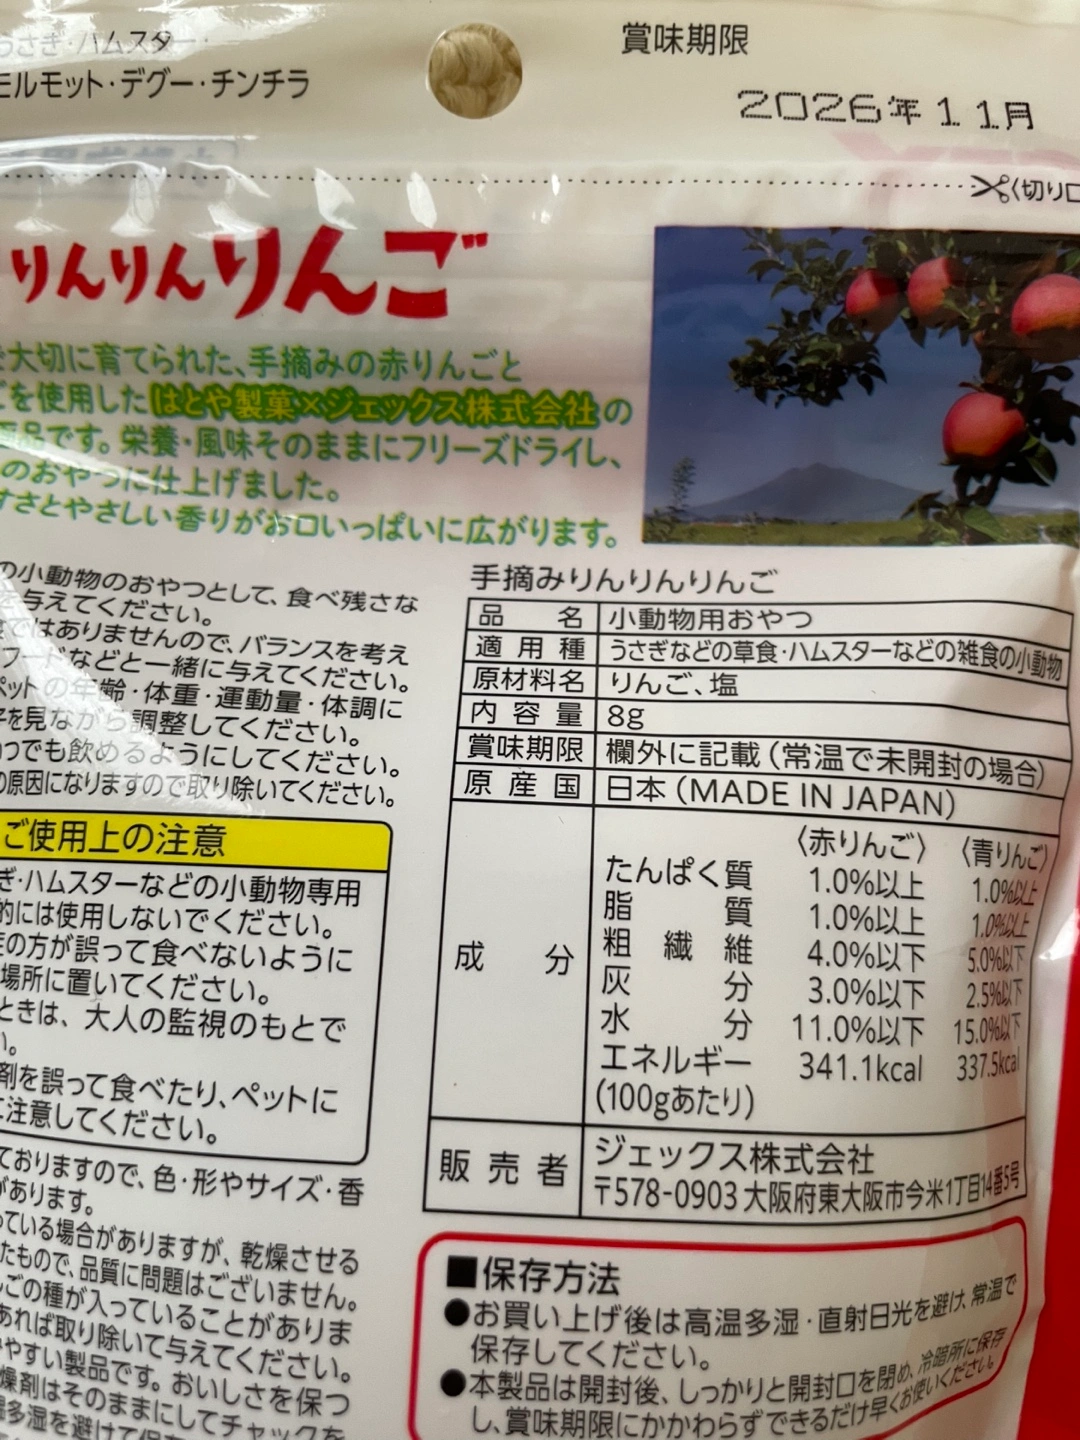 うさぎ・ハムスター・
モルモット・デグー・チンチラ
賞味期限
2026年11月
〈切り口
りんりんりんご
大切に育てられた、手摘みの赤りんごと
を使用したはとや製菓×ジェックス株式会社の
品です。栄養・風味そのままにフリーズドライし、
のおやつに仕上げました。
すさとやさしい香りがお口いっぱいに広がります。
の小動物のおやつとして、食べ残さな
与えてください。
ではありませんので、バランスを考え
フードなどと一緒に与えてください。
ペットの年齢・体重・運動量・体調に
子を見ながら調整してください。
つでも飲めるようにしてください。
の原因になりますので取り除いてください。
ご使用上の注意
ぎ・ハムスターなどの小動物専用
的には使用しないでください。
の方が誤って食べないように
場所に置いてください。
ときは、大人の監視のもとで
い。
剤を誤って食べたり、ペットに
注意してください。
ておりますので、色・形やサイズ・香
があります。
っている場合がありますが、乾燥させる
たもので、品質に問題はございません。
んごの種が入っていることがありま
あれば取り除いて与えてください。
やすい製品です。おいしさを保つ
燥剤はそのままにしてチャックを
多湿を避けて保
手摘みりんりんりんご
品名 小動物用おやつ
適用種 うさぎなどの草食・ハムスターなどの雑食の小動物
原材料名 りんご、塩
内容量 8g
賞味期限 欄外に記載(常温で未開封の場合)
原産国 日本(MADE IN JAPAN)
成分 〈赤りんご〉 〈青りんご〉
たんぱく質 1.0%以上 1.0%以上
脂質 1.0%以上 1.0%以上
粗繊維 4.0%以下 5.0%以下
灰分 3.0%以下 2.5%以下
水分 11.0%以下 15.0%以下
エネルギー 341.1kcal 337.5kcal
(100gあたり)
販売者 ジェックス株式会社
〒578-0903 大阪府東大阪市今米1丁目14番5号
■保存方法
●お買い上げ後は高温多湿・直射日光を避け、常温で
保存してください。
●本製品は開封後、しっかりと開封口を閉め、冷暗所に保存
し、賞味期限にかかわらずできるだけ早くお使いください。